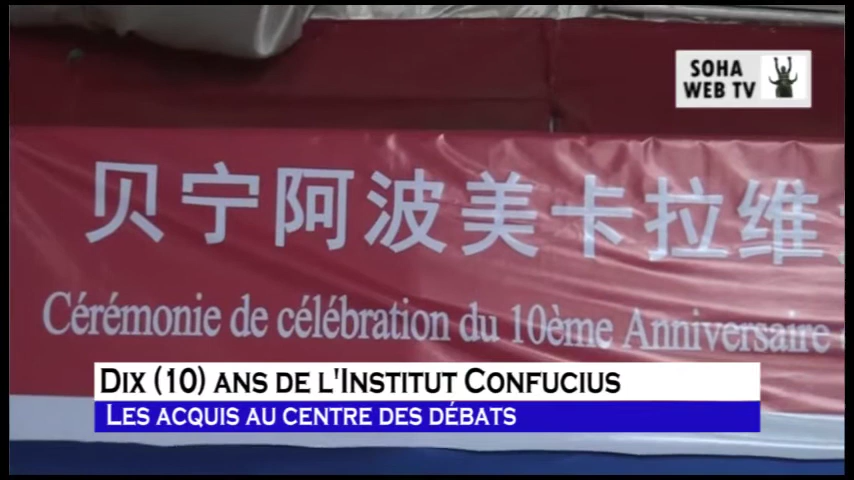 SOHA
WEB TV
贝宁阿波美卡拉维
Cérémonie de célébration du 10ème Anniversaire
Dix (10) ans de l'Institut Confucius
Les acquis au centre des débats